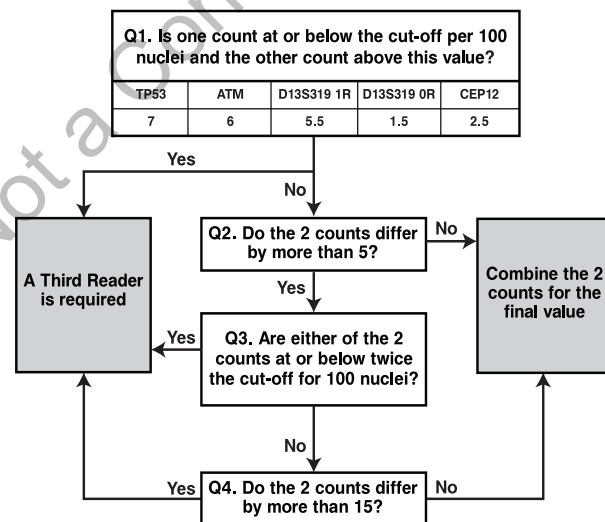 Not a Con
Q1. Is one count at or below the cut-off per 100
nuclei and the other count above this value?
TP53 ATM D13S319 1R D13S319 0R CEP12
7 6 5.5 1.5 2.5
Yes
No
Q2. Do the 2 counts differ
by more than 5?
No
A Third Reader
is required
Combine the 2
counts for the
final value
Yes
Q3. Are either of the 2
counts at or below twice
the cut-off for 100 nuclei?
Yes
No
Q4. Do the 2 counts differ
by more than 15?
Yes
No